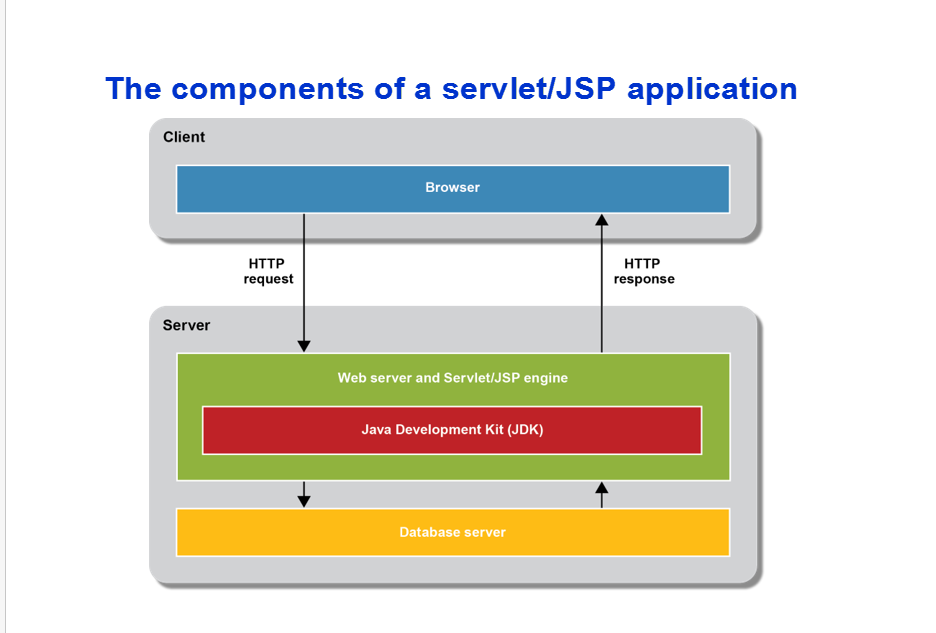 The components of a servlet/JSP application
Client
Browser
HTTP
request
HTTP
response
Server
Web server and Servlet/JSP engine
Java Development Kit (JDK)
Database server